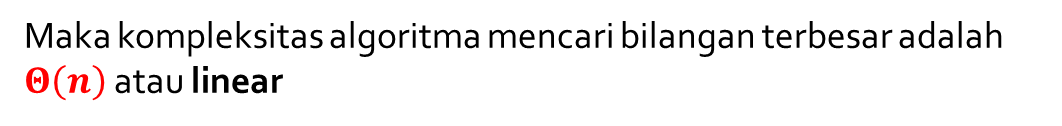 Maka kompleksitas algoritma mencari bilangan terbesar adalah
Θ(n) atau linear